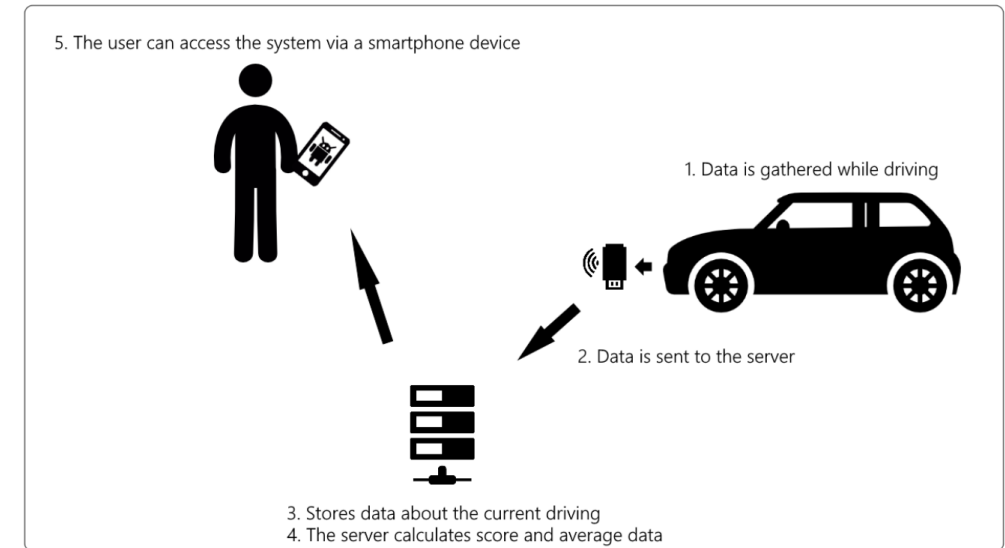 5. The user can access the system via a smartphone device
1. Data is gathered while driving
2. Data is sent to the server
3. Stores data about the current driving
4. The server calculates score and average data